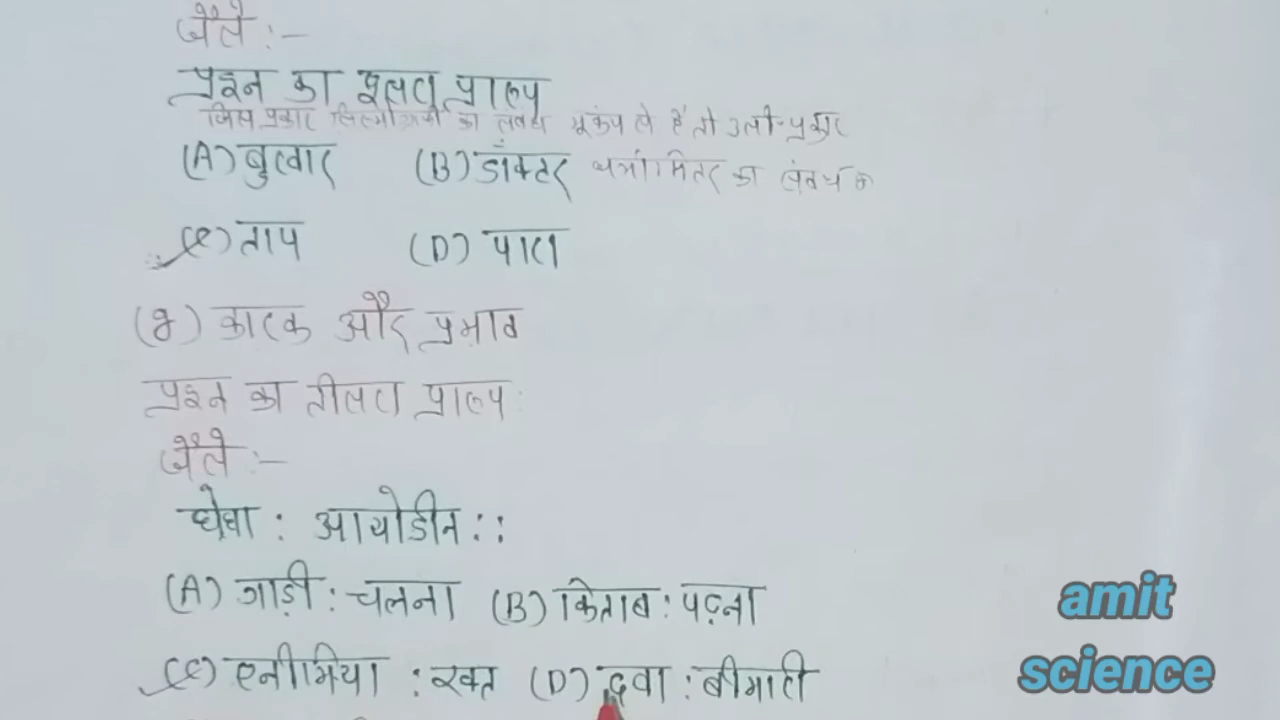 जैसे :-
प्रश्न का दूसरा प्रारूप
जिस प्रकार का संबंध भूकंप से है तो उसी प्रकार
(A) बुखार (B) डॉक्टर थर्मामिटर का संबंध
(C) ताप (D) पारा
(g) कारक और प्रभाव
प्रश्न का तीसरा प्रारूप
जैसे :-
घेघा : आयोडीन : :
(A) गाड़ी : चलना (B) किताब : पढ़ना
(C) एनीमिया : रक्त (D) दवा : बीमारी
amit
science